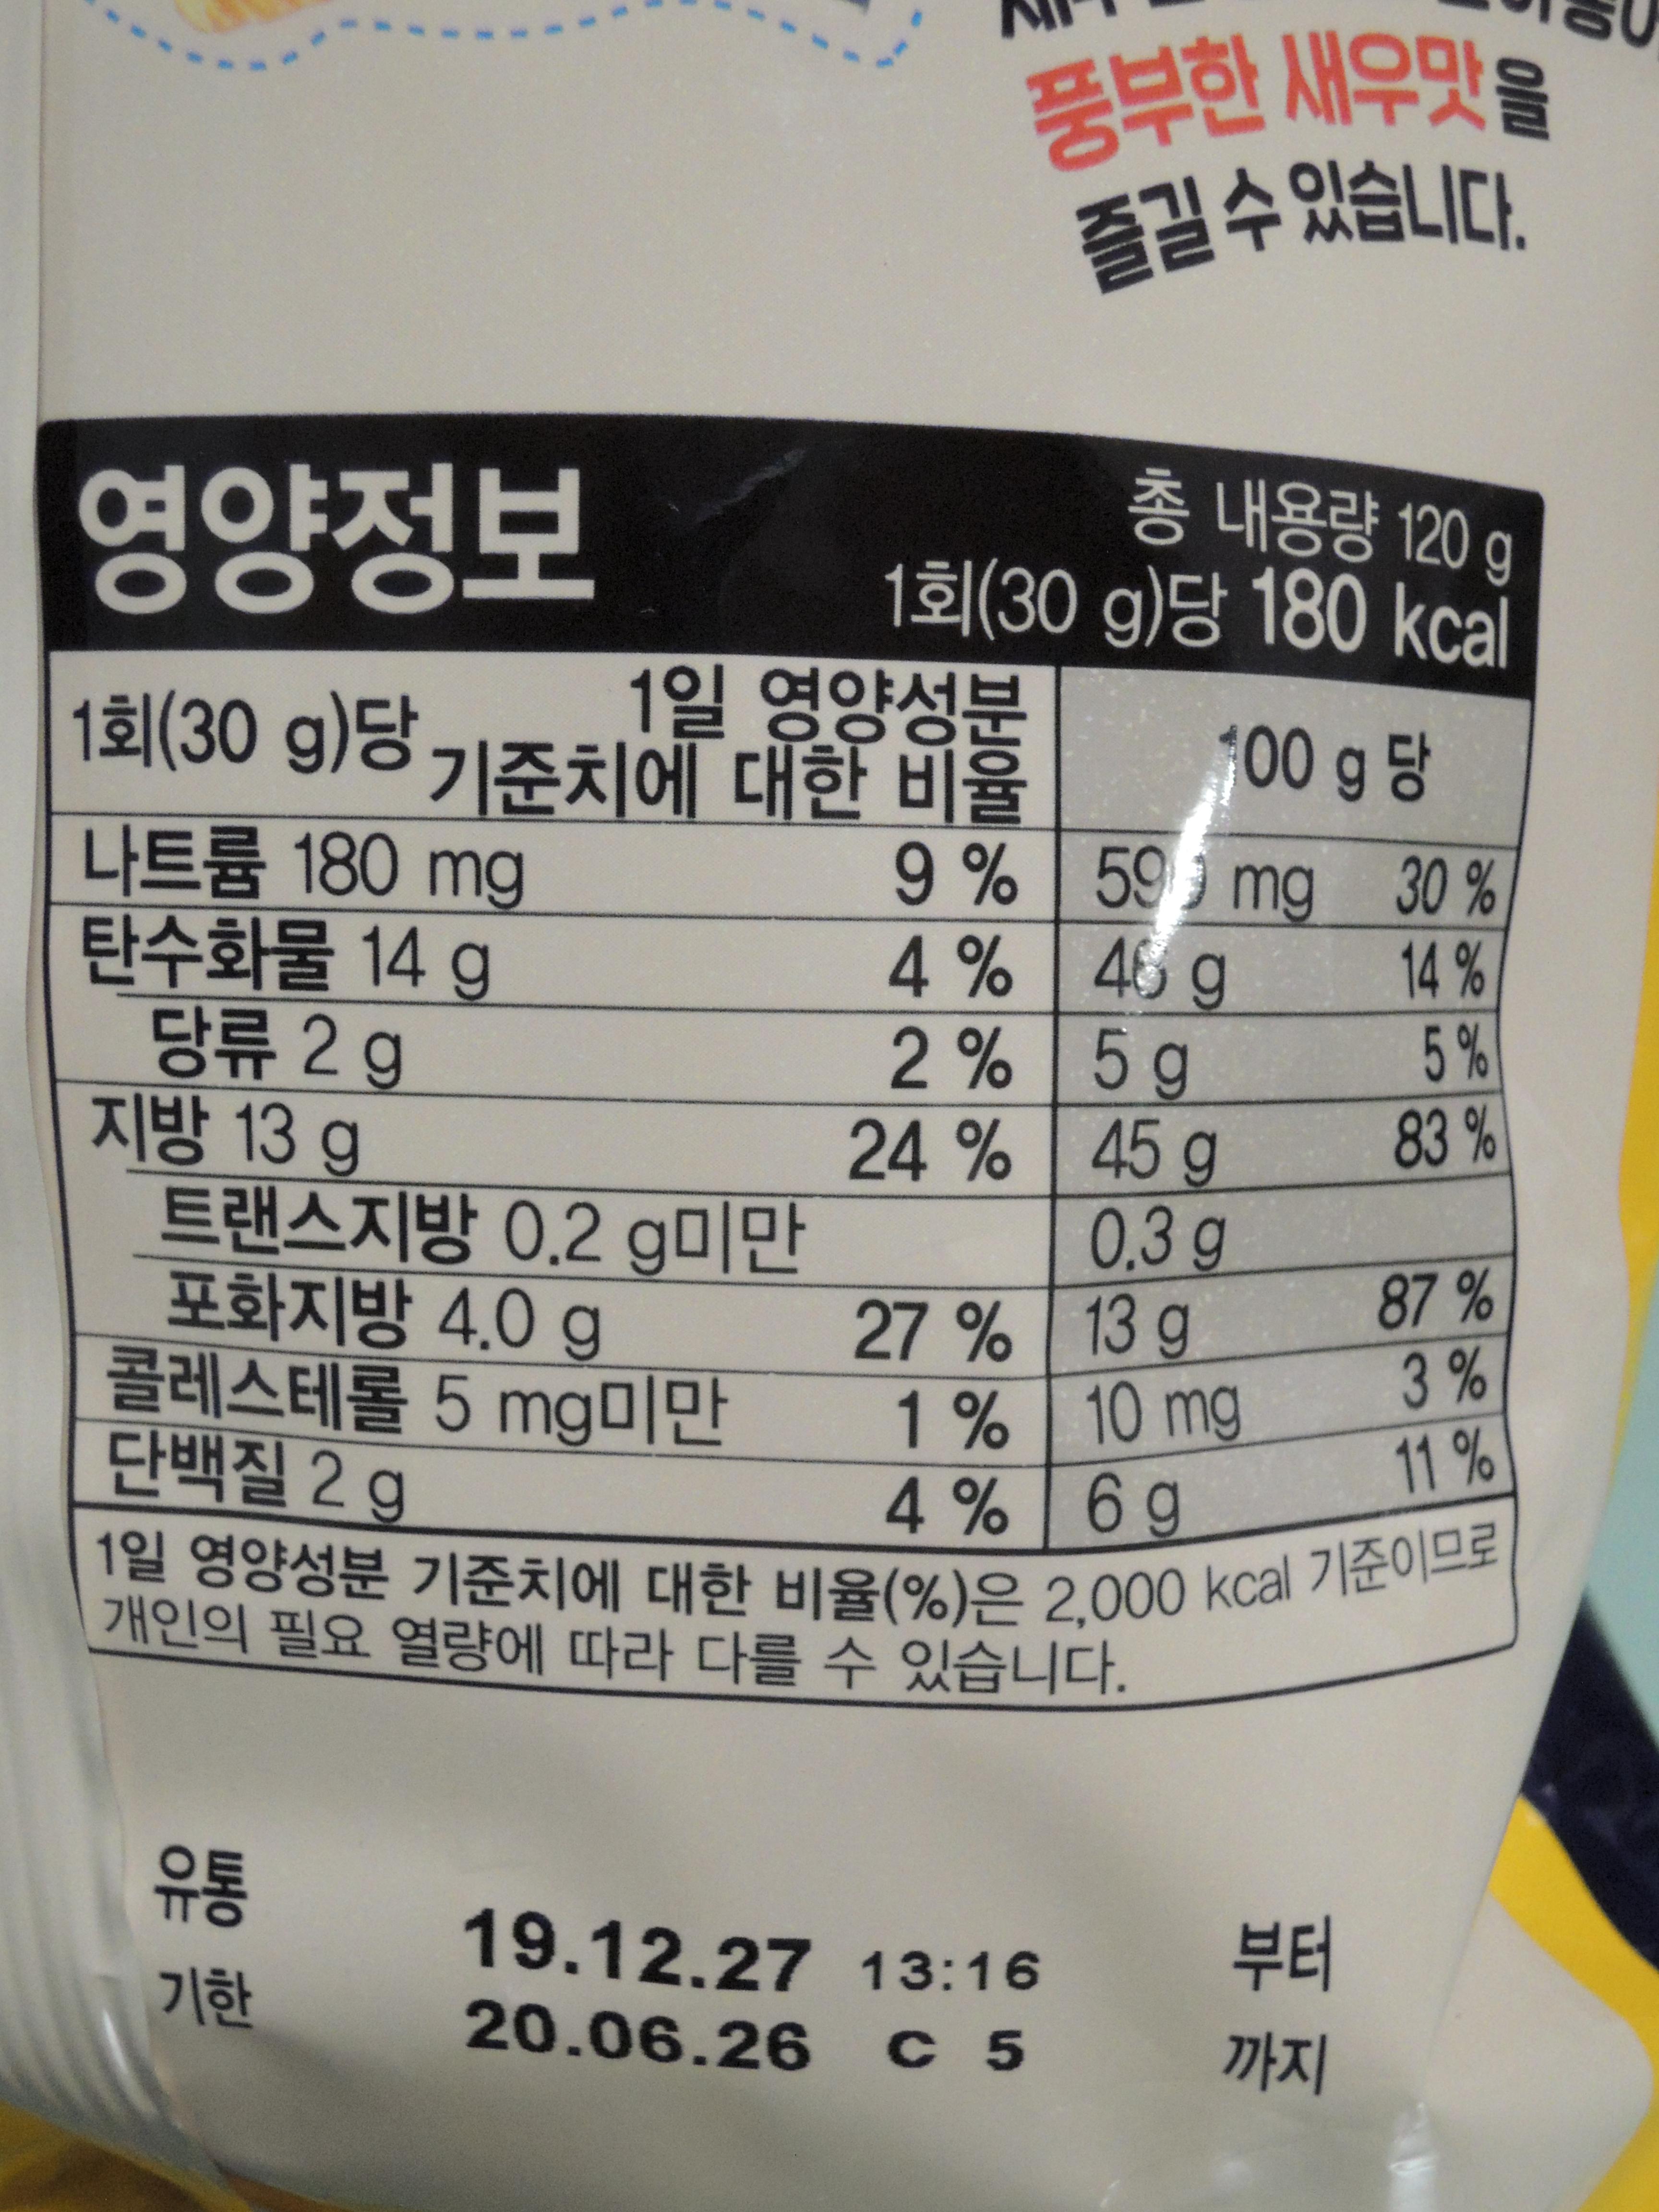 풍부한 새우맛을
즐길 수 있습니다.
영양정보
총 내용량 120 g
1회(30 g)당 180 kcal
1회(30 g)당 1일 영양성분 기준치에 대한 비율 100 g 당
나트륨 180 mg 9 % mg 30 %
탄수화물 14 g 4 % g 14 %
당류 2 g 2 % 5 g 5 %
지방 13 g 24 % 45 g 83 %
트랜스지방 0.2 g미만 0.3 g
포화지방 4.0 g 27 % 13 g 87 %
콜레스테롤 5 mg미만 1 % 10 mg 3 %
단백질 2 g 4 % 6 g 11 %
1일 영양성분 기준치에 대한 비율(%)은 2,000 kcal 기준이므로
개인의 필요 열량에 따라 다를 수 있습니다.
유통
기한
19.12.27 13:16 부터
20.06.26 C 5 까지